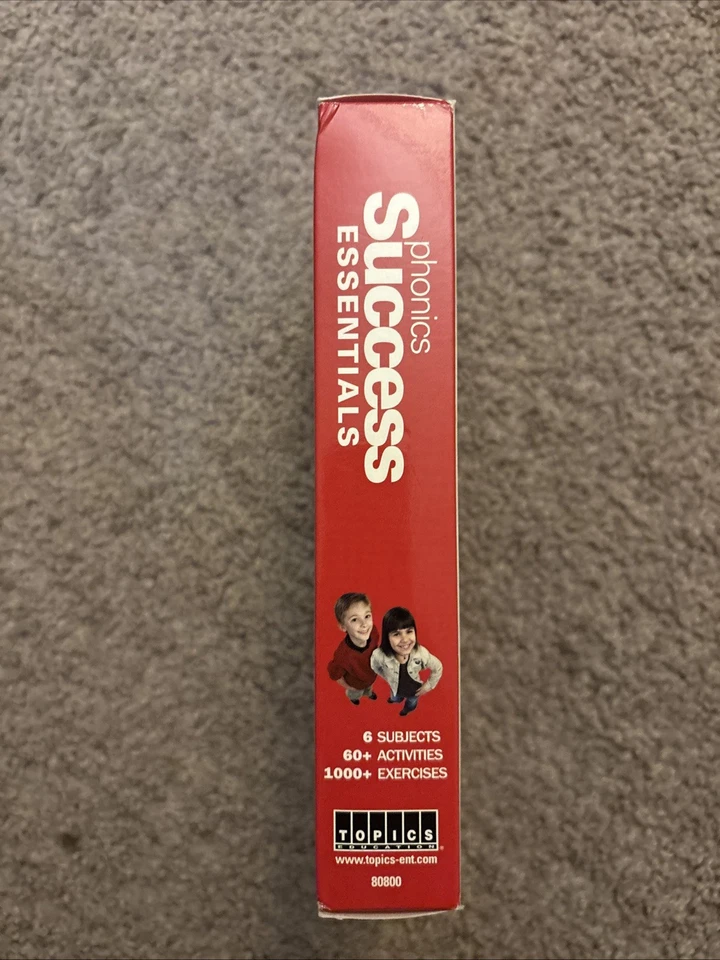 phonics
Success
ESSENTIALS
6 SUBJECTS
60+ ACTIVITIES
1000+ EXERCISES
TOPICS
EDUCATION
www.topics-ent.com
80800